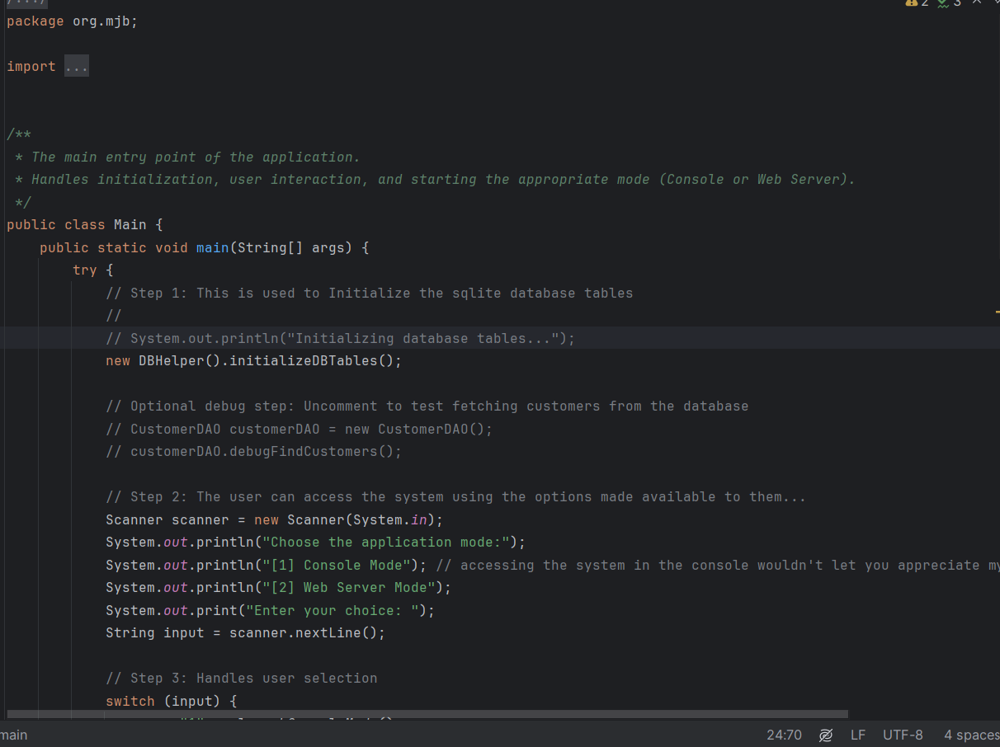 /.../
2 3
package org.mjb;
import ...
/**
 * The main entry point of the application.
 * Handles initialization, user interaction, and starting the appropriate mode (Console or Web Server).
 */
public class Main {
    public static void main(String[] args) {
        try {
            // Step 1: This is used to Initialize the sqlite database tables
            //
            // System.out.println("Initializing database tables...");
            new DBHelper().initializeDBTables();
            // Optional debug step: Uncomment to test fetching customers from the database
            // CustomerDAO customerDAO = new CustomerDAO();
            // customerDAO.debugFindCustomers();
            // Step 2: The user can access the system using the options made available to them...
            Scanner scanner = new Scanner(System.in);
            System.out.println("Choose the application mode:");
            System.out.println("[1] Console Mode"); // accessing the system in the console wouldn't let you appreciate my
            System.out.println("[2] Web Server Mode");
            System.out.print("Enter your choice: ");
            String input = scanner.nextLine();
            // Step 3: Handles user selection
            switch (input) {
main
24:70 LF UTF-8 4 spaces